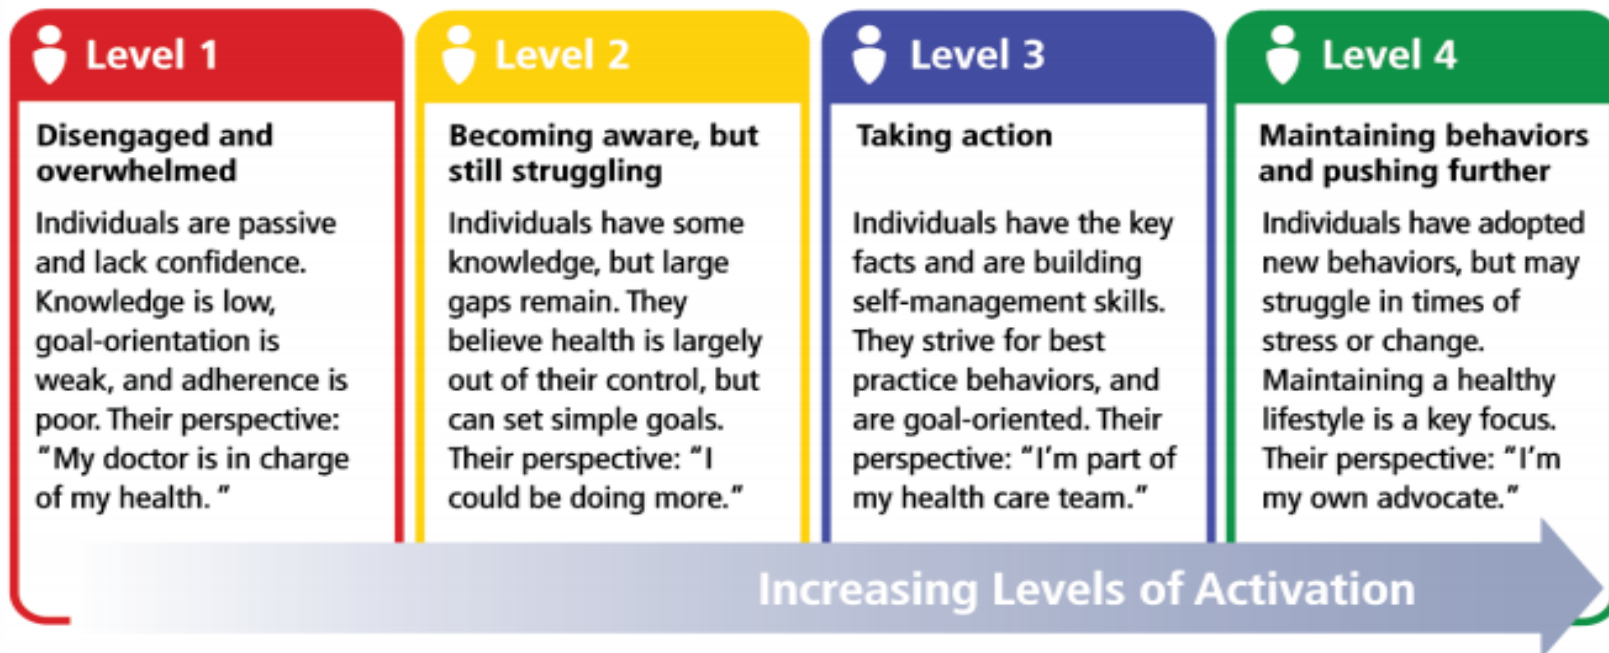 Level 1
Disengaged and
overwhelmed
Individuals are passive
and lack confidence.
Knowledge is low,
goal-orientation is
weak, and adherence is
poor. Their perspective:
“My doctor is in charge
of my health. ”
Level 2
Becoming aware, but
still struggling
Individuals have some
knowledge, but large
gaps remain. They
believe health is largely
out of their control, but
can set simple goals.
Their perspective: “I
could be doing more.”
Level 3
Taking action
Individuals have the key
facts and are building
self-management skills.
They strive for best
practice behaviors, and
are goal-oriented. Their
perspective: “I’m part of
my health care team.”
Level 4
Maintaining behaviors
and pushing further
Individuals have adopted
new behaviors, but may
struggle in times of
stress or change.
Maintaining a healthy
lifestyle is a key focus.
Their perspective: “I’m
my own advocate.”
Increasing Levels of Activation